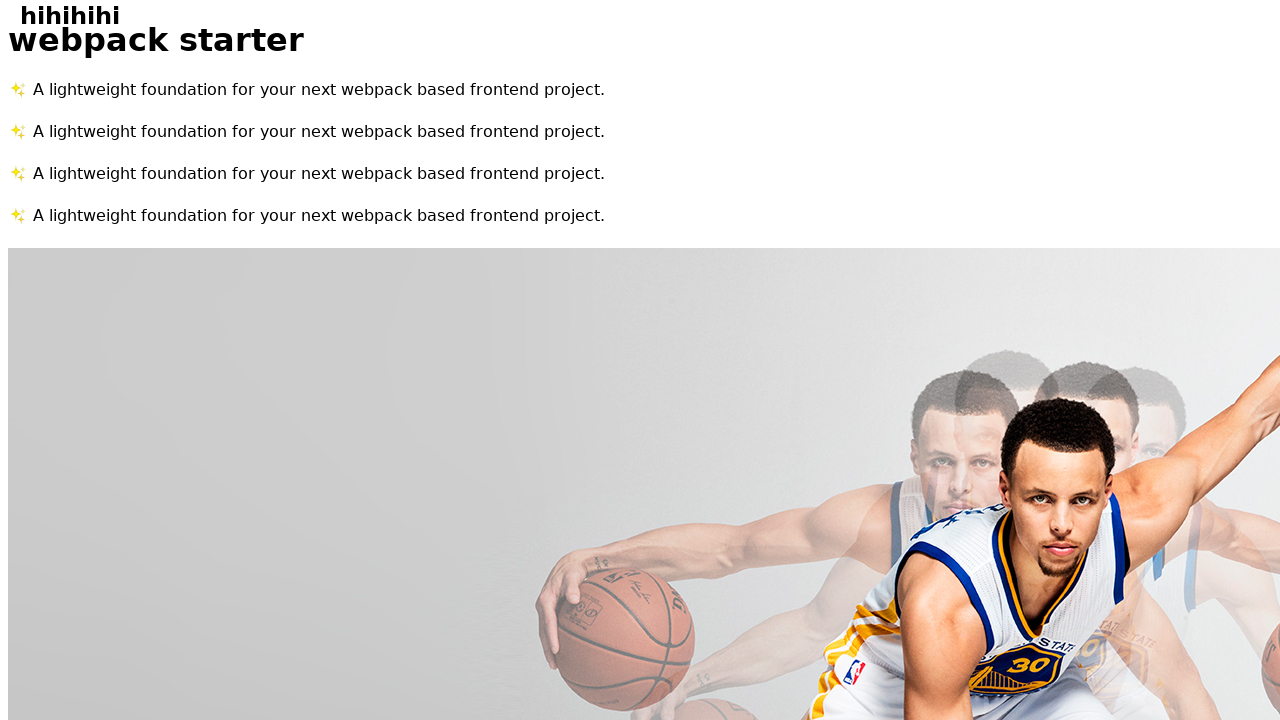 hihihihi
webpack starter
A lightweight foundation for your next webpack based frontend project.
A lightweight foundation for your next webpack based frontend project.
A lightweight foundation for your next webpack based frontend project.
A lightweight foundation for your next webpack based frontend project.
30